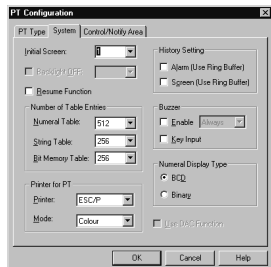 PT Configuration
PT Type System Control/Notify Area
Initial Screen: 1
Backlight OFF
Resume Function
Number of Table Entries
Numeral Table: 512
String Table: 256
Bit Memory Table: 256
Printer for PT
Printer: ESC/P
Mode: Colour
History Setting
Alarm (Use Ring Buffer)
Screen (Use Ring Buffer)
Buzzer
Enable Always
Key Input
Numeral Display Type
BCD
Binary
Use DAC Function
OK Cancel Help